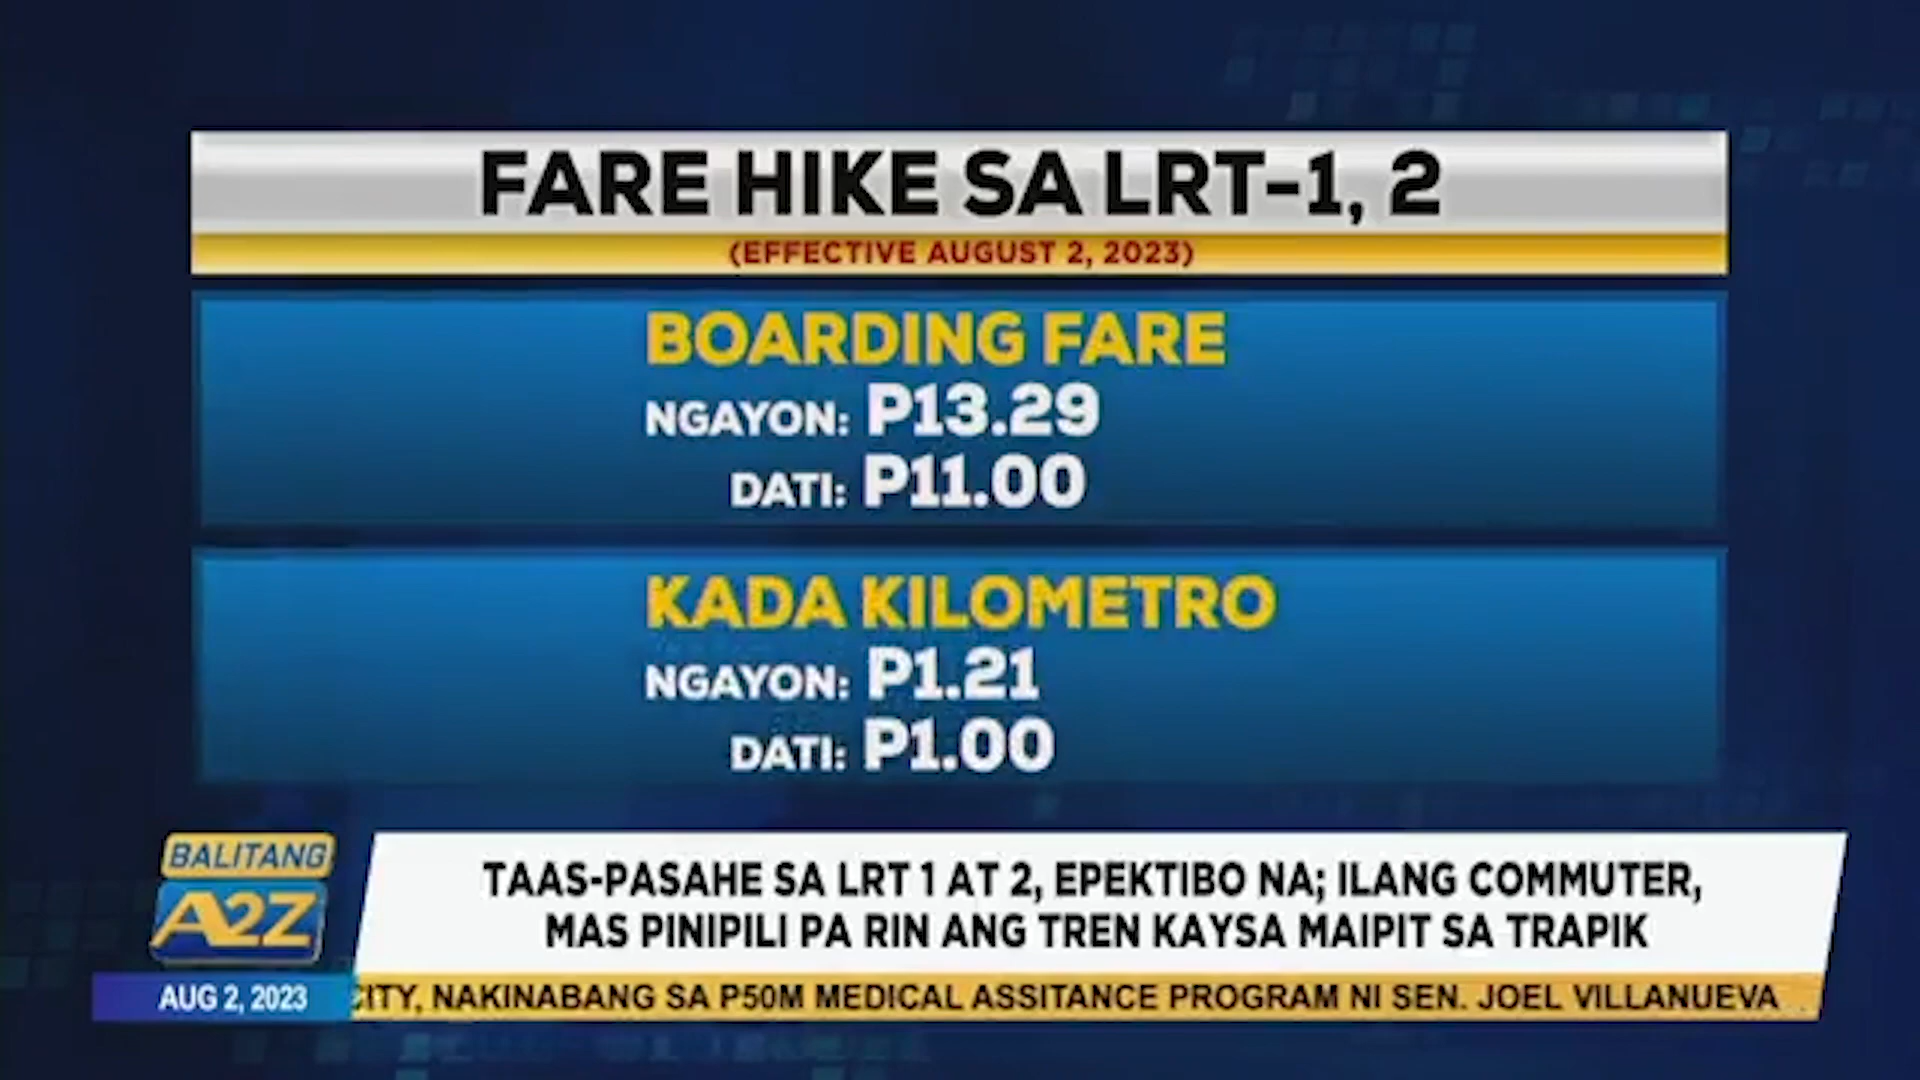 FARE HIKE SA LRT-1, 2
(EFFECTIVE AUGUST 2, 2023)
BOARDING FARE
NGAYON: P13.29
DATI: P11.00
KADA KILOMETRO
NGAYON: P1.21
DATI: P1.00
BALITANG
A2Z
TAAS-PASAHE SA LRT 1 AT 2, EPEKTIBO NA; ILANG COMMUTER,
MAS PINIPILI PA RIN ANG TREN KAYSA MAIPIT SA TRAPIK
AUG 2, 2023
CITY, NAKINABANG SA P50M MEDICAL ASSITANCE PROGRAM NI SEN. JOEL VILLANUEVA